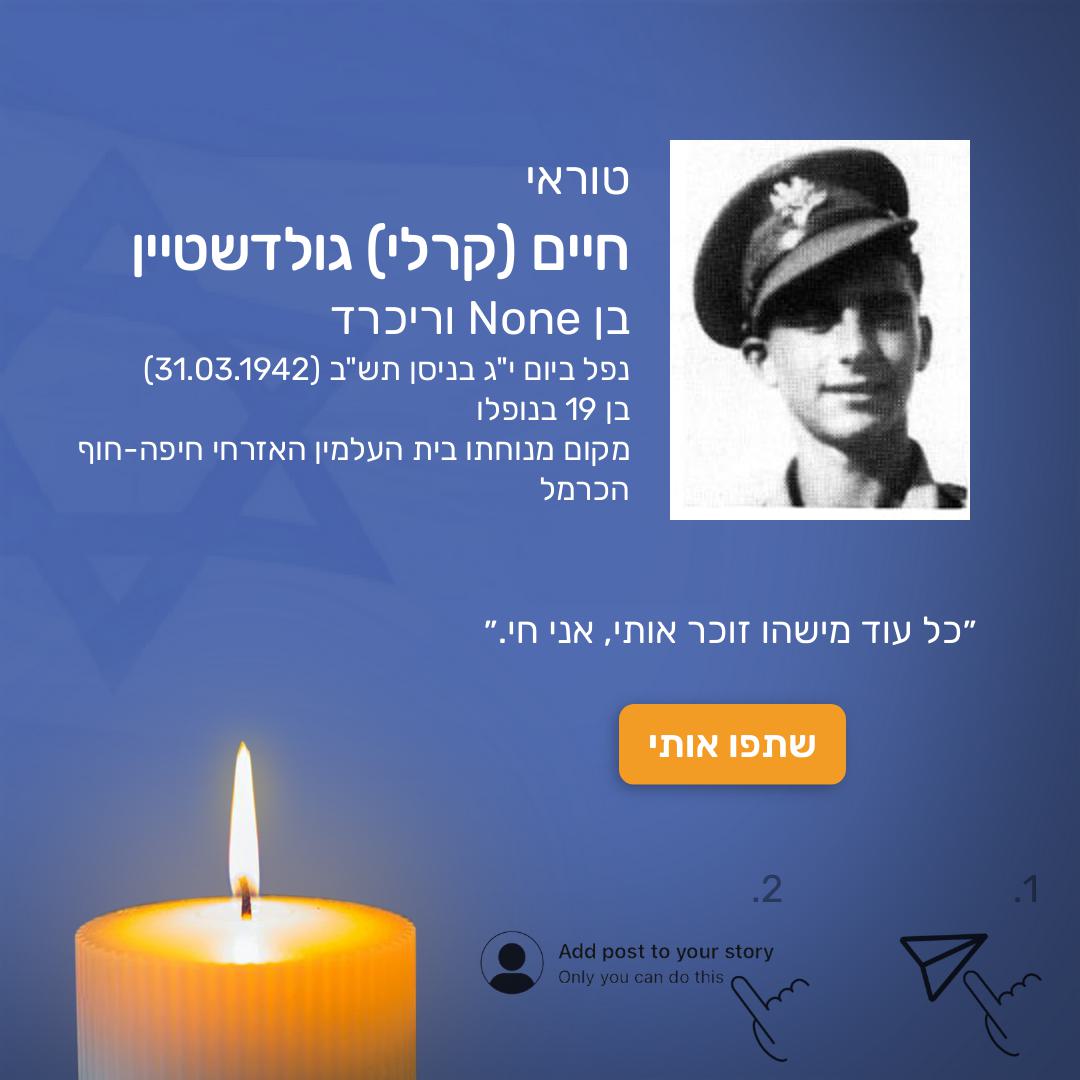 טוראי
חיים (קרלי) גולדשטיין
בן None וריכרד
נפל ביום י"ג בניסן תש"ב (31.03.1942)
בן 19 בנופלו
מקום מנוחתו בית העלמין האזרחי חיפה-חוף
הכרמל
״כל עוד מישהו זוכר אותי, אני חי.״
שתפו אותי
.1
.2
Add post to your story
Only you can do this